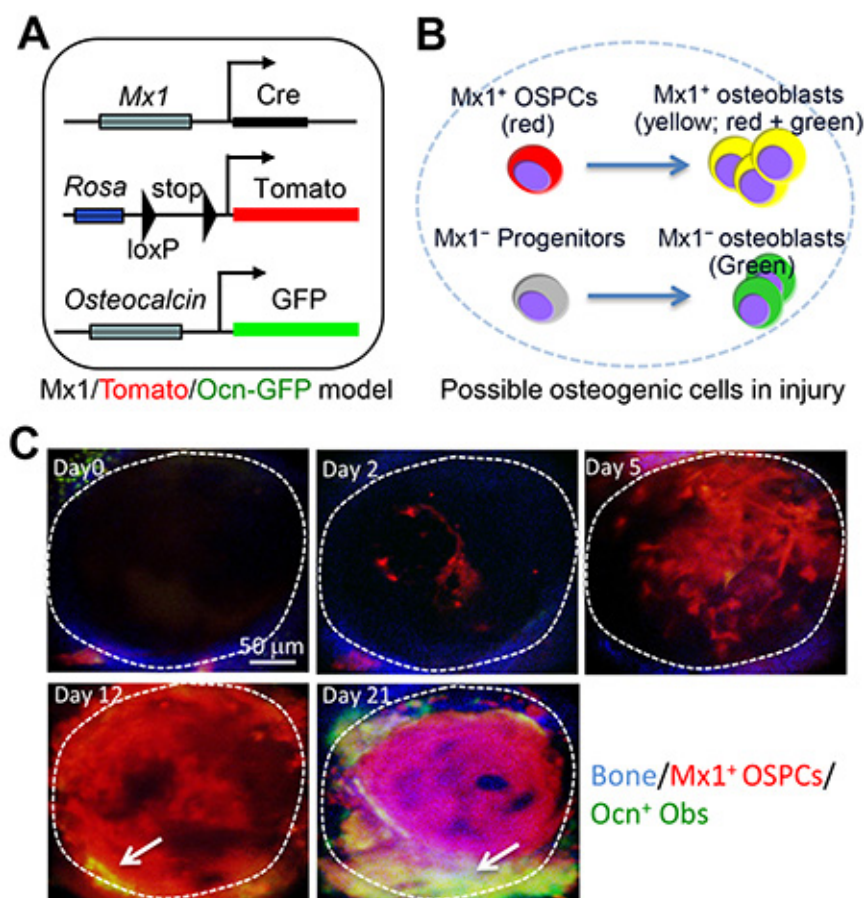 A
Mx1
Cre
Rosa
stop
Tomato
loxP
Osteocalcin
GFP
Mx1/Tomato/Ocn-GFP model
B
Mx1⁺ OSPCs
(red)
Mx1⁺ osteoblasts
(yellow; red + green)
Mx1⁻ Progenitors
Mx1⁻ osteoblasts
(Green)
Possible osteogenic cells in injury
C
Day0
50 μm
Day 2
Day 5
Day 12
Day 21
Bone/Mx1⁺ OSPCs/
Ocn⁺ Obs